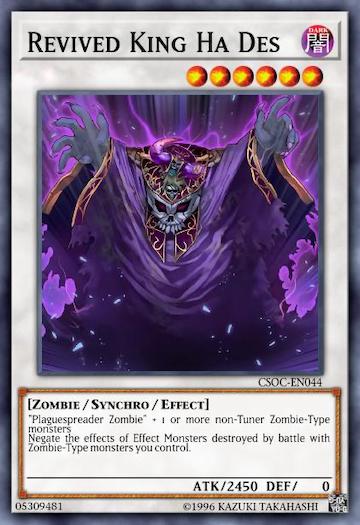 Revived King Ha Des
DARK
闇
CSOC-EN044
[Zombie / Synchro / Effect]
"Plaguespreader Zombie" + 1 or more non-Tuner Zombie-Type
monsters
Negate the effects of Effect Monsters destroyed by battle with
Zombie-Type monsters you control.
ATK/2450 DEF/ 0
05309481
©1996 KAZUKI TAKAHASHI